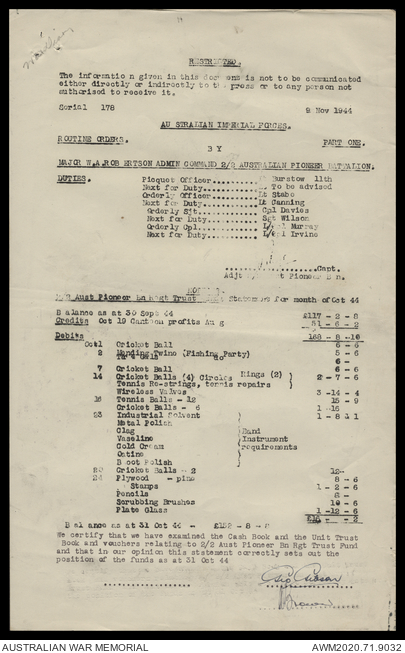 RESTRICTED.
The information given in this document is not to be communicated
either directly or indirectly to the press or to any person not
authorised to receive it.
Serial 178 9 Nov 1944
AUSTRALIAN IMPERIAL FORCES.
ROUTINE ORDERS. PART ONE.
BY
MAJOR W.A.ROBERTSON ADMIN COMMAND 2/2 AUSTRALIAN PIONEER BATTALION.
DUTIES. Picquet Officer........... Burstow 11th
Next for Duty........... To be advised
Orderly Officer.......... Lt Stabo
Next for Duty.......... Lt Canning
Orderly Sjt.......... Cpl Davies
Next for Duty.......... Sgt Wilson
Orderly Cpl.......... L/Cpl Murray
Next for Duty.......... L/Cpl Irvine
Capt.
Adjt Pioneer Bn.
2/2 Aust Pioneer Bn Rgt Trust Statement for month of Oct 44
Balance as at 30 Sept 44 £117 - 2 - 8
Credits Oct 19 Canteen profits Aug 51 - 6 - 2
Debits 168 - 8 - 10
Oct 1 Cricket Ball 6 - 6
2 Mending Twine (Fishing Party) 5 - 6
6 -
7 Cricket Ball 6 - 6
14 Cricket Balls (4) Circles Rings (2) ) 2 - 7 - 6
Tennis Re-strings, tennis repairs )
Wireless Valves 3 - 14 - 4
16 Tennis Balls - 12 15 - 9
Cricket Balls - 6 1 - 16
23 Industrial Solvent ) 1 - 8 - 1
Metal Polish
Clag )Band
Vaseline )Instrument
Cold Cream )requirements
Boot Polish )
Cricket Balls - 2 12 -
24 Plywood - pine 8 - 6
Stamps 1 - 2 - 6
Pencils 8 -
Scrubbing Brushes 10 - 6
Plate Glass 1 - 12 - 6
Balance as at 31 Oct 44 - £152 - 8 - 8
We certify that we have examined the Cash Book and the Unit Trust
Book and vouchers relating to 2/2 Aust Pioneer Bn Rgt Trust Fund
and that in our opinion this statement correctly sets out the
position of the funds as at 31 Oct 44
AUSTRALIAN WAR MEMORIAL AWM2020.71.9032